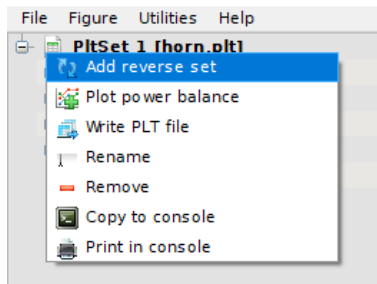 File Figure Utilities Help
PltSet 1 [horn.plt]
Add reverse set
Plot power balance
Write PLT file
Rename
Remove
Copy to console
Print in console